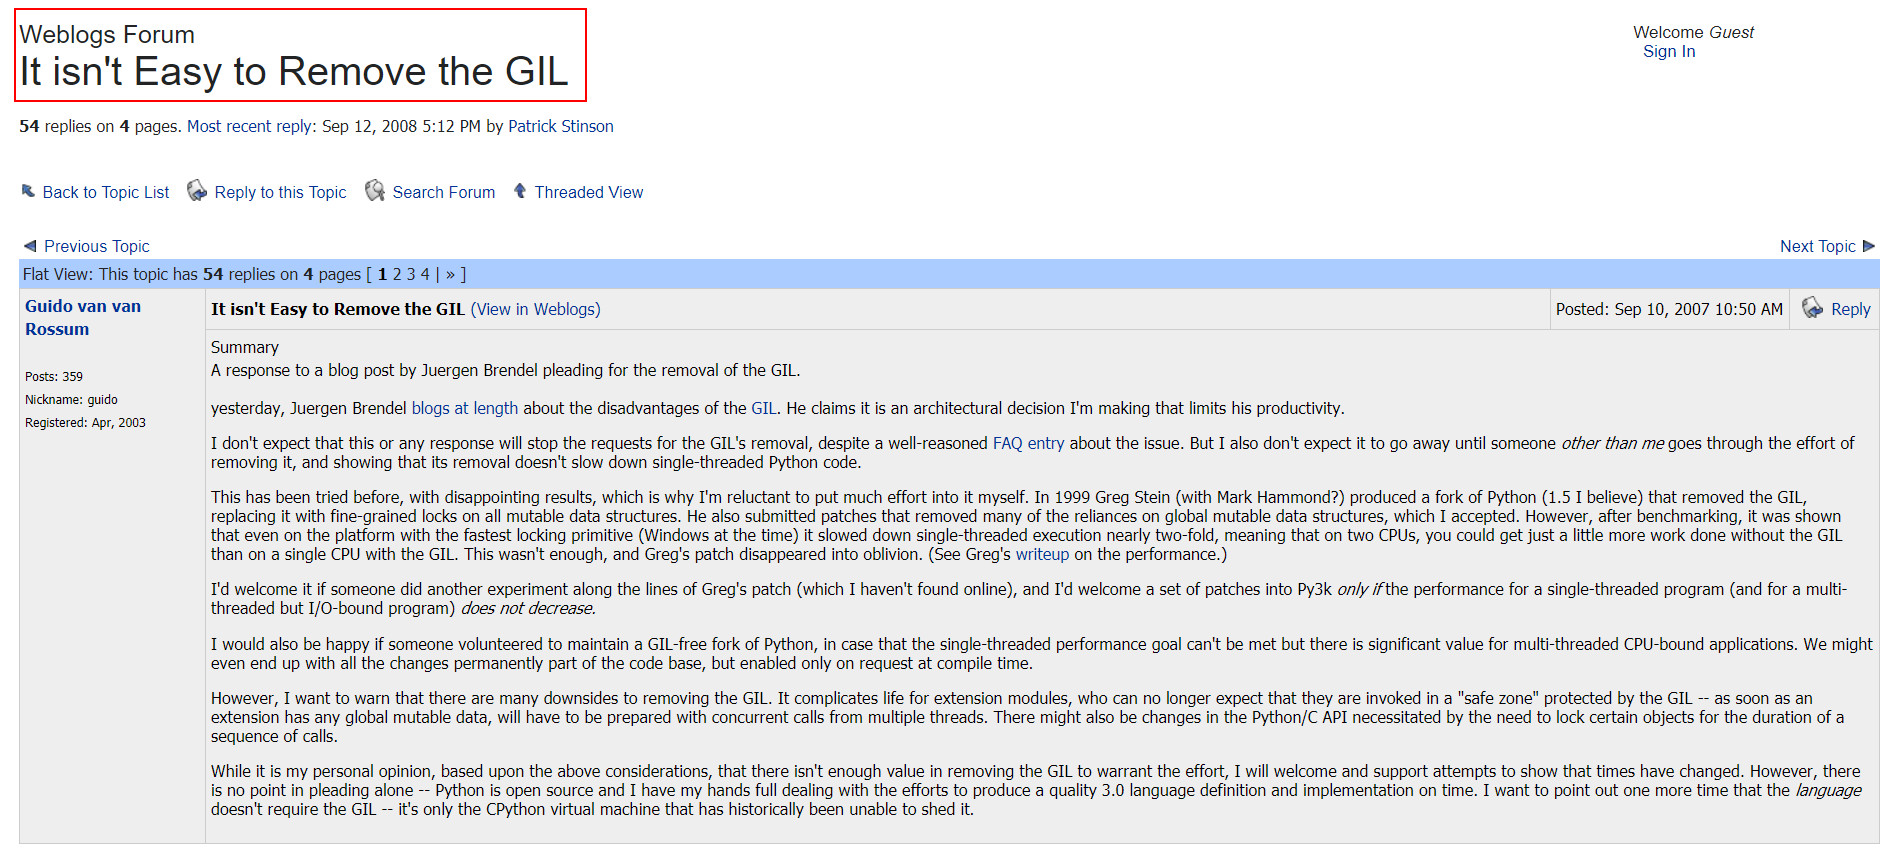 Weblogs Forum
It isn't Easy to Remove the GIL
Welcome Guest
Sign In
54 replies on 4 pages. Most recent reply: Sep 12, 2008 5:12 PM by Patrick Stinson
Back to Topic List Reply to this Topic Search Forum Threaded View
Previous Topic Next Topic
Flat View: This topic has 54 replies on 4 pages [ 1 2 3 4 | » ]
Guido van van
Rossum
Posts: 359
Nickname: guido
Registered: Apr, 2003
It isn't Easy to Remove the GIL (View in Weblogs) Posted: Sep 10, 2007 10:50 AM Reply
Summary
A response to a blog post by Juergen Brendel pleading for the removal of the GIL.
yesterday, Juergen Brendel blogs at length about the disadvantages of the GIL. He claims it is an architectural decision I'm making that limits his productivity.
I don't expect that this or any response will stop the requests for the GIL's removal, despite a well-reasoned FAQ entry about the issue. But I also don't expect it to go away until someone other than me goes through the effort of
removing it, and showing that its removal doesn't slow down single-threaded Python code.
This has been tried before, with disappointing results, which is why I'm reluctant to put much effort into it myself. In 1999 Greg Stein (with Mark Hammond?) produced a fork of Python (1.5 I believe) that removed the GIL,
replacing it with fine-grained locks on all mutable data structures. He also submitted patches that removed many of the reliances on global mutable data structures, which I accepted. However, after benchmarking, it was shown
that even on the platform with the fastest locking primitive (Windows at the time) it slowed down single-threaded execution nearly two-fold, meaning that on two CPUs, you could get just a little more work done without the GIL
than on a single CPU with the GIL. This wasn't enough, and Greg's patch disappeared into oblivion. (See Greg's writeup on the performance.)
I'd welcome it if someone did another experiment along the lines of Greg's patch (which I haven't found online), and I'd welcome a set of patches into Py3k only if the performance for a single-threaded program (and for a multi-
threaded but I/O-bound program) does not decrease.
I would also be happy if someone volunteered to maintain a GIL-free fork of Python, in case that the single-threaded performance goal can't be met but there is significant value for multi-threaded CPU-bound applications. We might
even end up with all the changes permanently part of the code base, but enabled only on request at compile time.
However, I want to warn that there are many downsides to removing the GIL. It complicates life for extension modules, who can no longer expect that they are invoked in a "safe zone" protected by the GIL -- as soon as an
extension has any global mutable data, will have to be prepared with concurrent calls from multiple threads. There might also be changes in the Python/C API necessitated by the need to lock certain objects for the duration of a
sequence of calls.
While it is my personal opinion, based upon the above considerations, that there isn't enough value in removing the GIL to warrant the effort, I will welcome and support attempts to show that times have changed. However, there
is no point in pleading alone -- Python is open source and I have my hands full dealing with the efforts to produce a quality 3.0 language definition and implementation on time. I want to point out one more time that the language
doesn't require the GIL -- it's only the CPython virtual machine that has historically been unable to shed it.